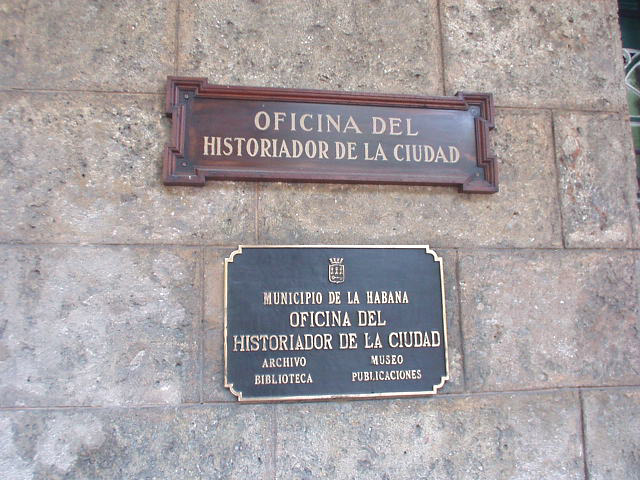 OFICINA DEL
HISTORIADOR DE LA CIUDAD
MUNICIPIO DE LA HABANA
OFICINA DEL
HISTORIADOR DE LA CIUDAD
ARCHIVO MUSEO
BIBLIOTECA PUBLICACIONES